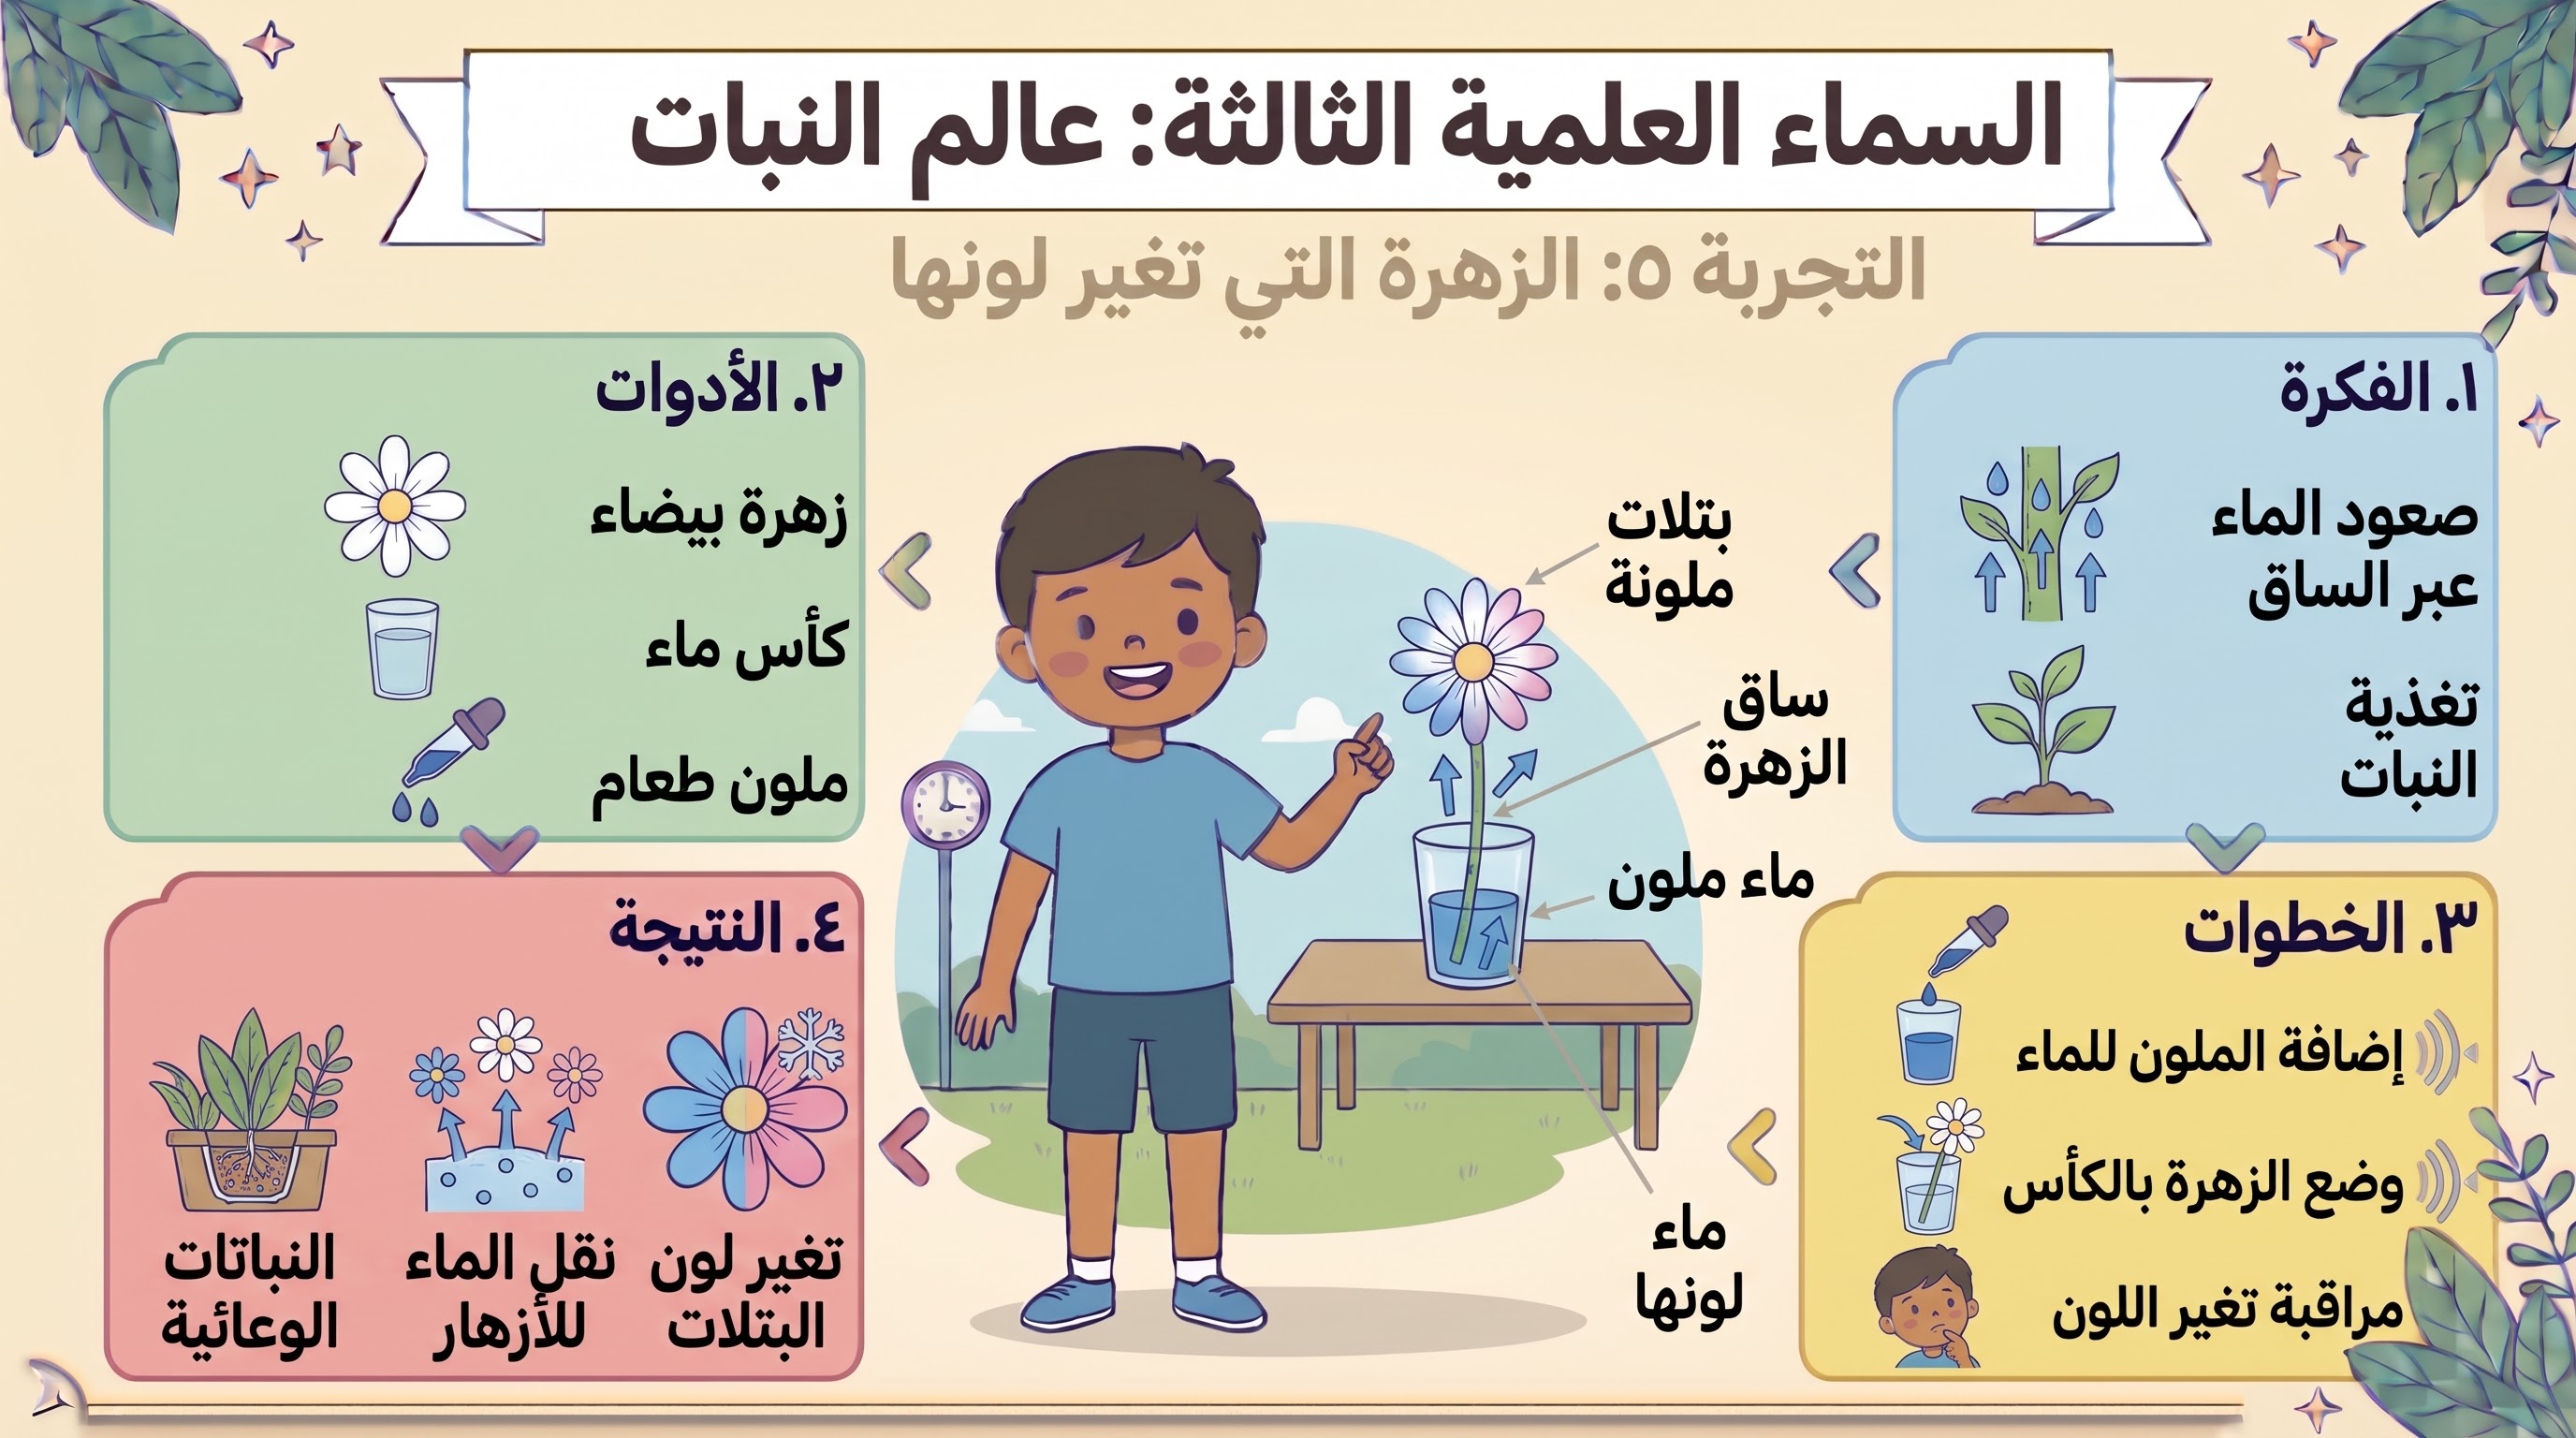 السماء العلمية الثالثة: عالم النبات
التجربة ٥: الزهرة التي تغير لونها
١. الفكرة
صعود الماء
عبر الساق
تغذية
النبات
٢. الأدوات
زهرة بيضاء
كأس ماء
ملون طعام
بتلات
ملونة
ساق
الزهرة
ماء ملون
ماء
لونها
٣. الخطوات
إضافة الملون للماء
وضع الزهرة بالكأس
مراقبة تغير اللون
٤. النتيجة
تغير لون
البتلات
نقل الماء
للأزهار
النباتات
الوعائية